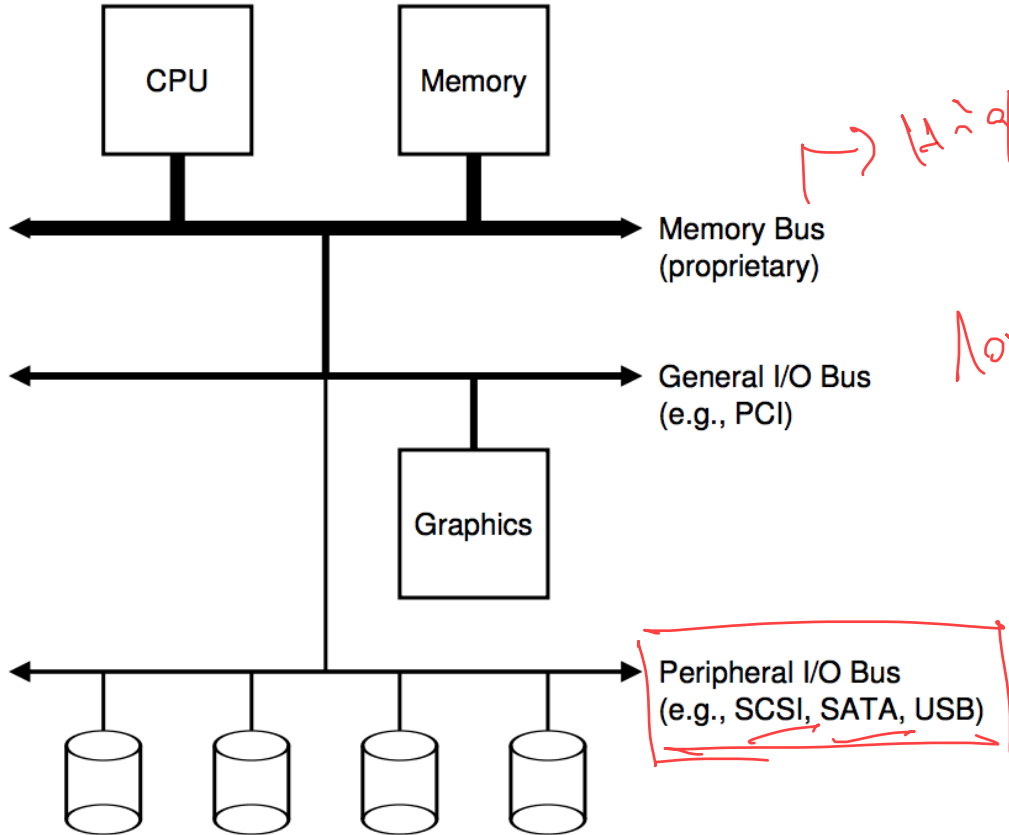 CPU
Memory
Memory Bus
(proprietary)
General I/O Bus
(e.g., PCI)
Graphics
Peripheral I/O Bus
(e.g., SCSI, SATA, USB)